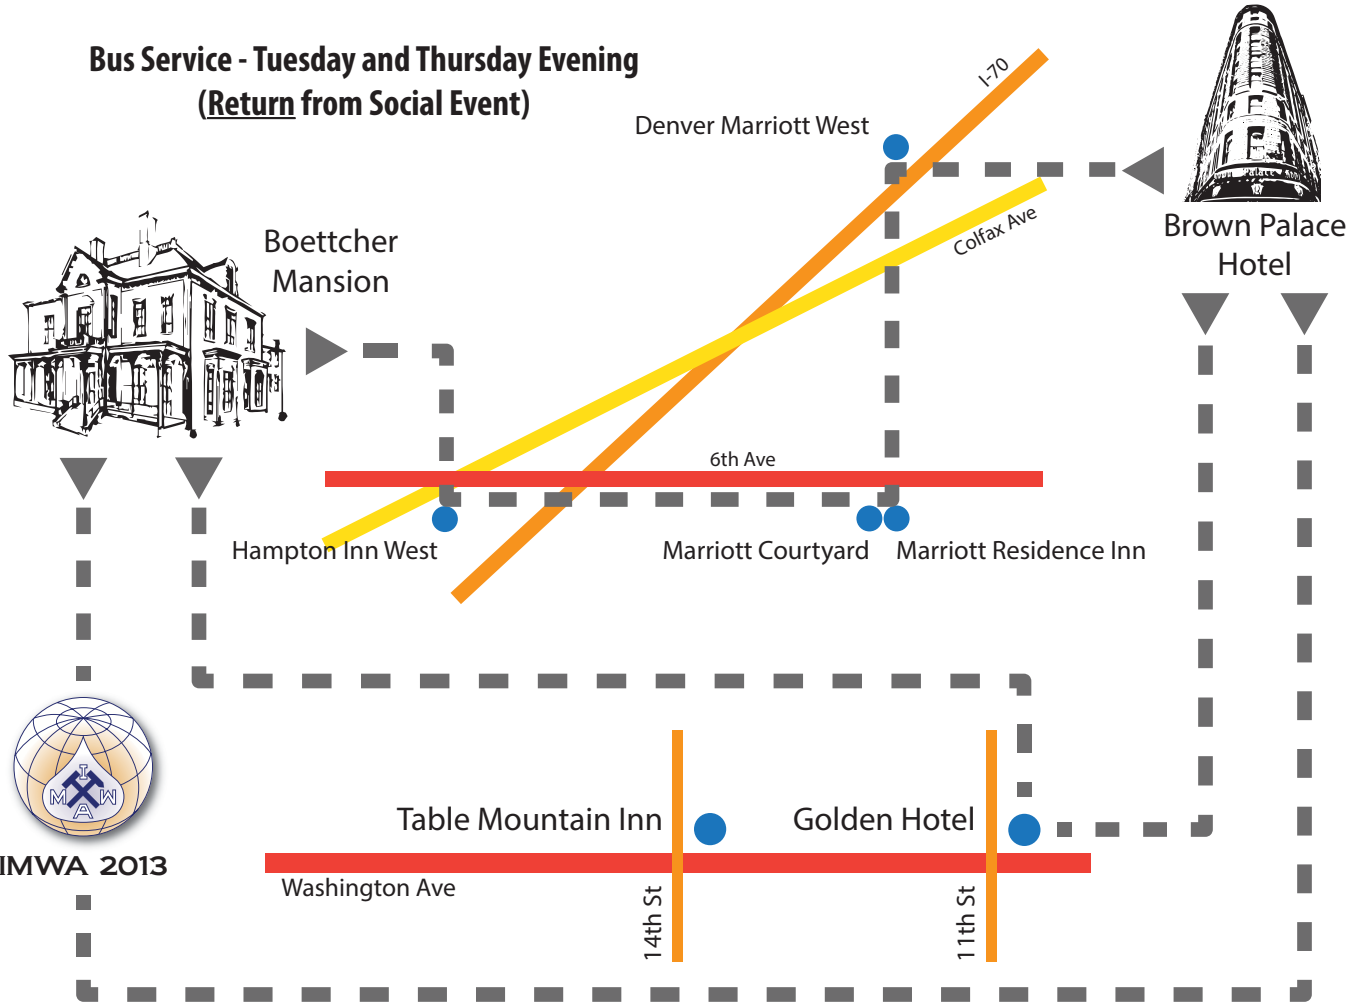 Bus Service - Tuesday and Thursday Evening
(Return from Social Event)
I-70
Denver Marriott West
Colfax Ave
Brown Palace
Hotel
Boettcher
Mansion
6th Ave
Hampton Inn West
Marriott Courtyard
Marriott Residence Inn
I
M W
A
IMWA 2013
Table Mountain Inn
Golden Hotel
Washington Ave
14th St
11th St